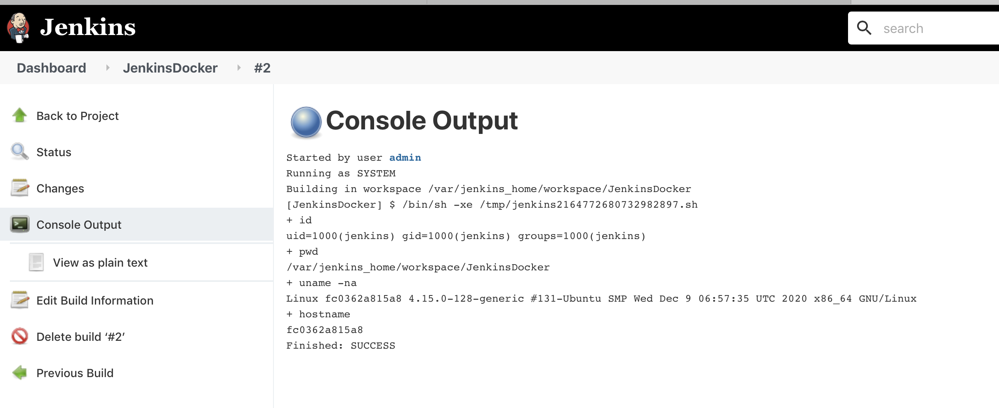 Jenkins
search
Dashboard
JenkinsDocker
#2
Back to Project
Status
Changes
Console Output
View as plain text
Edit Build Information
Delete build ‘#2’
Previous Build
Console Output
Started by user admin
Running as SYSTEM
Building in workspace /var/jenkins_home/workspace/JenkinsDocker
[JenkinsDocker] $ /bin/sh -xe /tmp/jenkins2164772680732982897.sh
+ id
uid=1000(jenkins) gid=1000(jenkins) groups=1000(jenkins)
+ pwd
/var/jenkins_home/workspace/JenkinsDocker
+ uname -na
Linux fc0362a815a8 4.15.0-128-generic #131-Ubuntu SMP Wed Dec 9 06:57:35 UTC 2020 x86_64 GNU/Linux
+ hostname
fc0362a815a8
Finished: SUCCESS